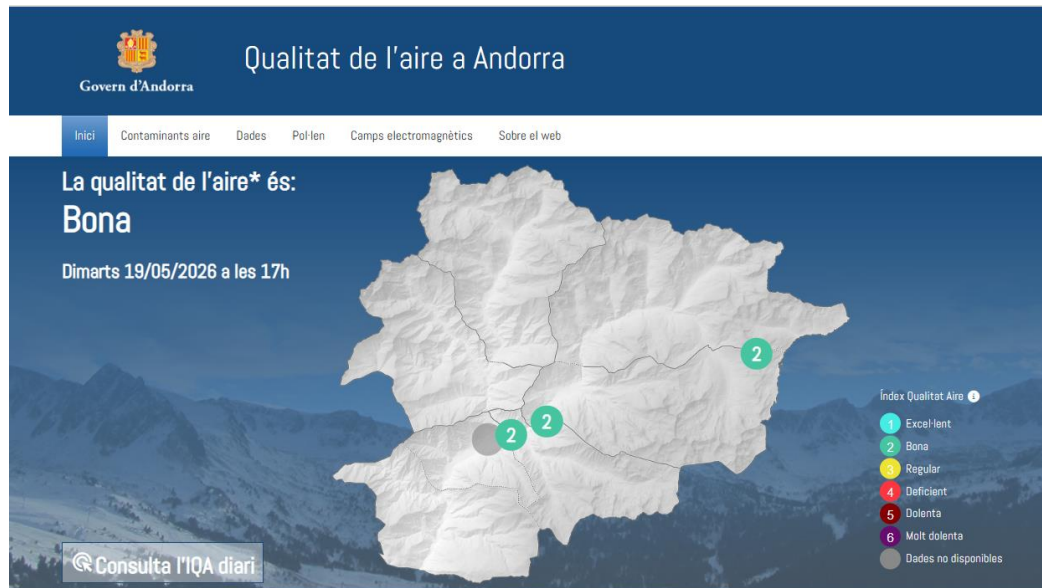 Govern d'Andorra
Qualitat de l'aire a Andorra
Inici
Contaminants aire
Dades
Pol·len
Camps electromagnètics
Sobre el web
La qualitat de l'aire* és:
Bona
Dimarts 19/05/2026 a les 17h
2
2
2
Índex Qualitat Aire i
1 Excel·lent
2 Bona
3 Regular
4 Deficient
5 Dolenta
6 Molt dolenta
Dades no disponibles
Consulta l'IQA diari